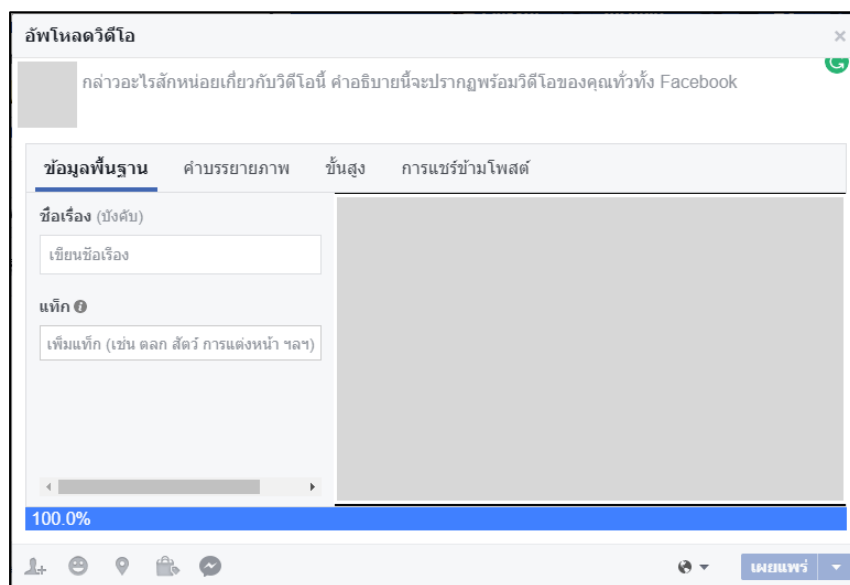 อัพโหลดวิดีโอ
กล่าวอะไรสักหน่อยเกี่ยวกับวิดีโอนี้ คำอธิบายนี้จะปรากฏพร้อมวิดีโอของคุณทั่วทั้ง Facebook
ข้อมูลพื้นฐาน คำบรรยายภาพ ขั้นสูง การแชร์ข้ามโพสต์
ชื่อเรื่อง (บังคับ)
เขียนชื่อเรื่อง
แท็ก
เพิ่มแท็ก (เช่น ตลก สัตว์ การแต่งหน้า ฯลฯ)
100.0%
เผยแพร่